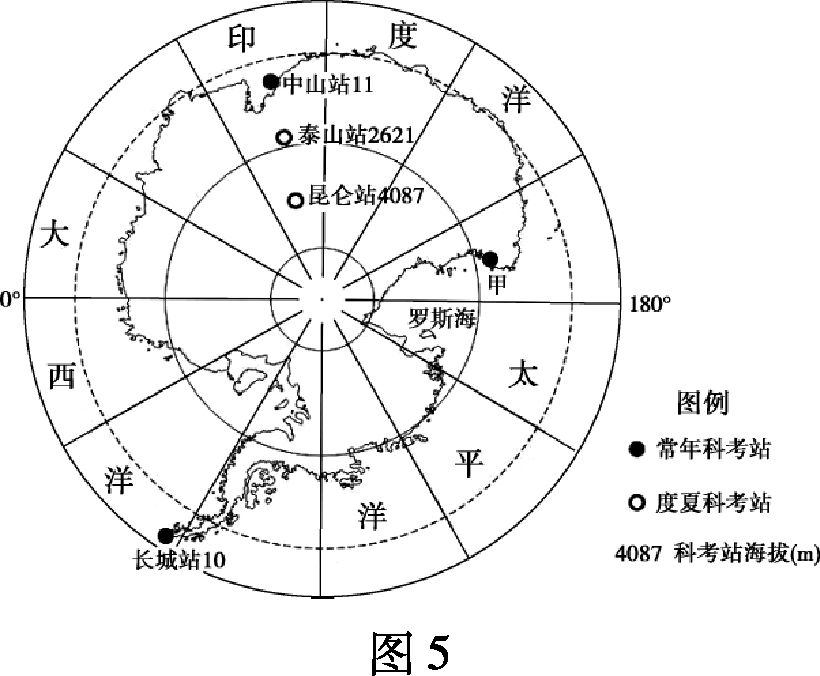 印
度
洋
中山站11
泰山站2621
昆仑站4087
大
0°
甲
180°
罗斯海
西
太
洋
平
洋
长城站10
图例
常年科考站
度夏科考站
4087 科考站海拔(m)
图 5